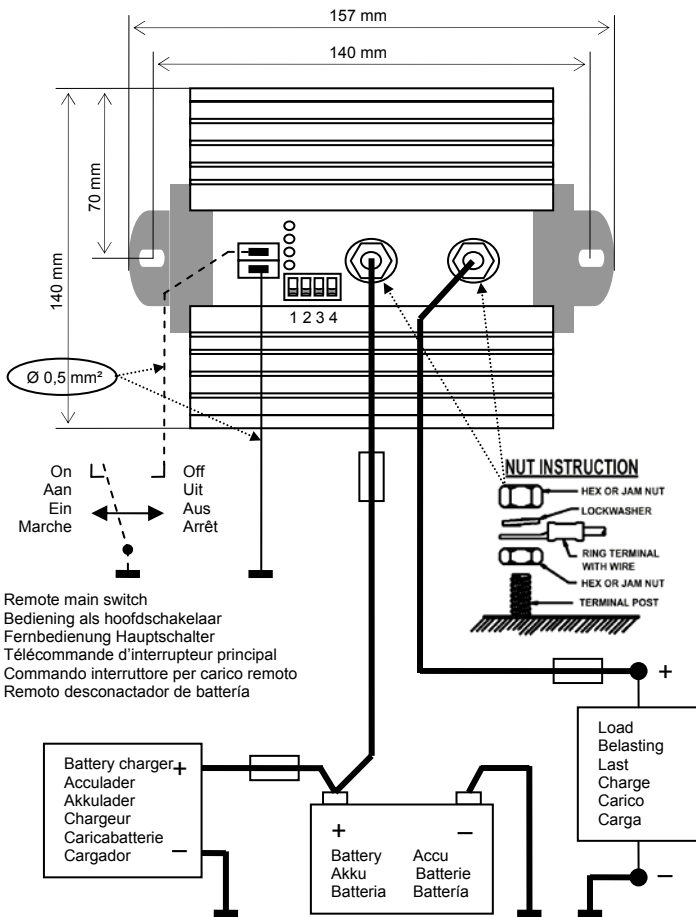 157 mm
140 mm
70 mm
140 mm
1 2 3 4
Ø 0,5 mm²
On Off
Aan Uit
Ein Aus
Marche Arrêt
NUT INSTRUCTION
HEX OR JAM NUT
LOCKWASHER
RING TERMINAL
WITH WIRE
HEX OR JAM NUT
TERMINAL POST
Remote main switch
Bediening als hoofdschakelaar
Fernbedienung Hauptschalter
Télécommande d'interrupteur principal
Commando interruttore per carico remoto
Remoto desconactador de battería
+
Load
Belasting
Last
Charge
Carico
Carga
−
Battery charger +
Acculader
Akkulader
Chargeur
Caricabatterie −
Cargador
+ −
Battery Accu
Akku Batterie
Batteria Batería